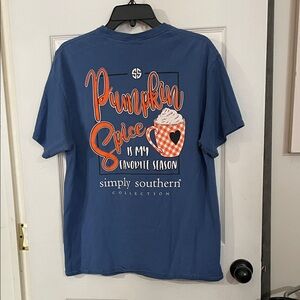 SS
Pumpkin
Spice
IS MY
FAVORITE SEASON
simply southern®
COLLECTION